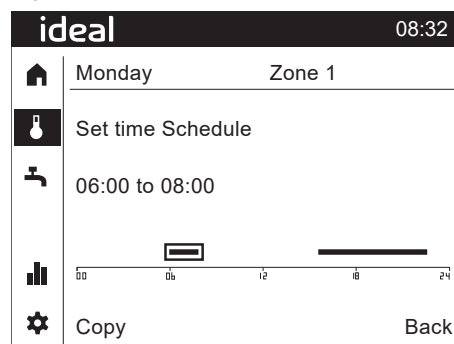 ideal 08:32
Monday Zone 1
Set time Schedule
06:00 to 08:00
00 06 12 18 24
Copy Back